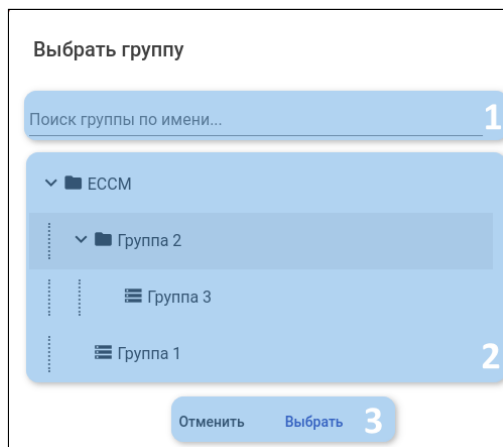 Выбрать группу
Поиск группы по имени... 1
ECCM
Группа 2
Группа 3
Группа 1
2
Отменить Выбрать 3